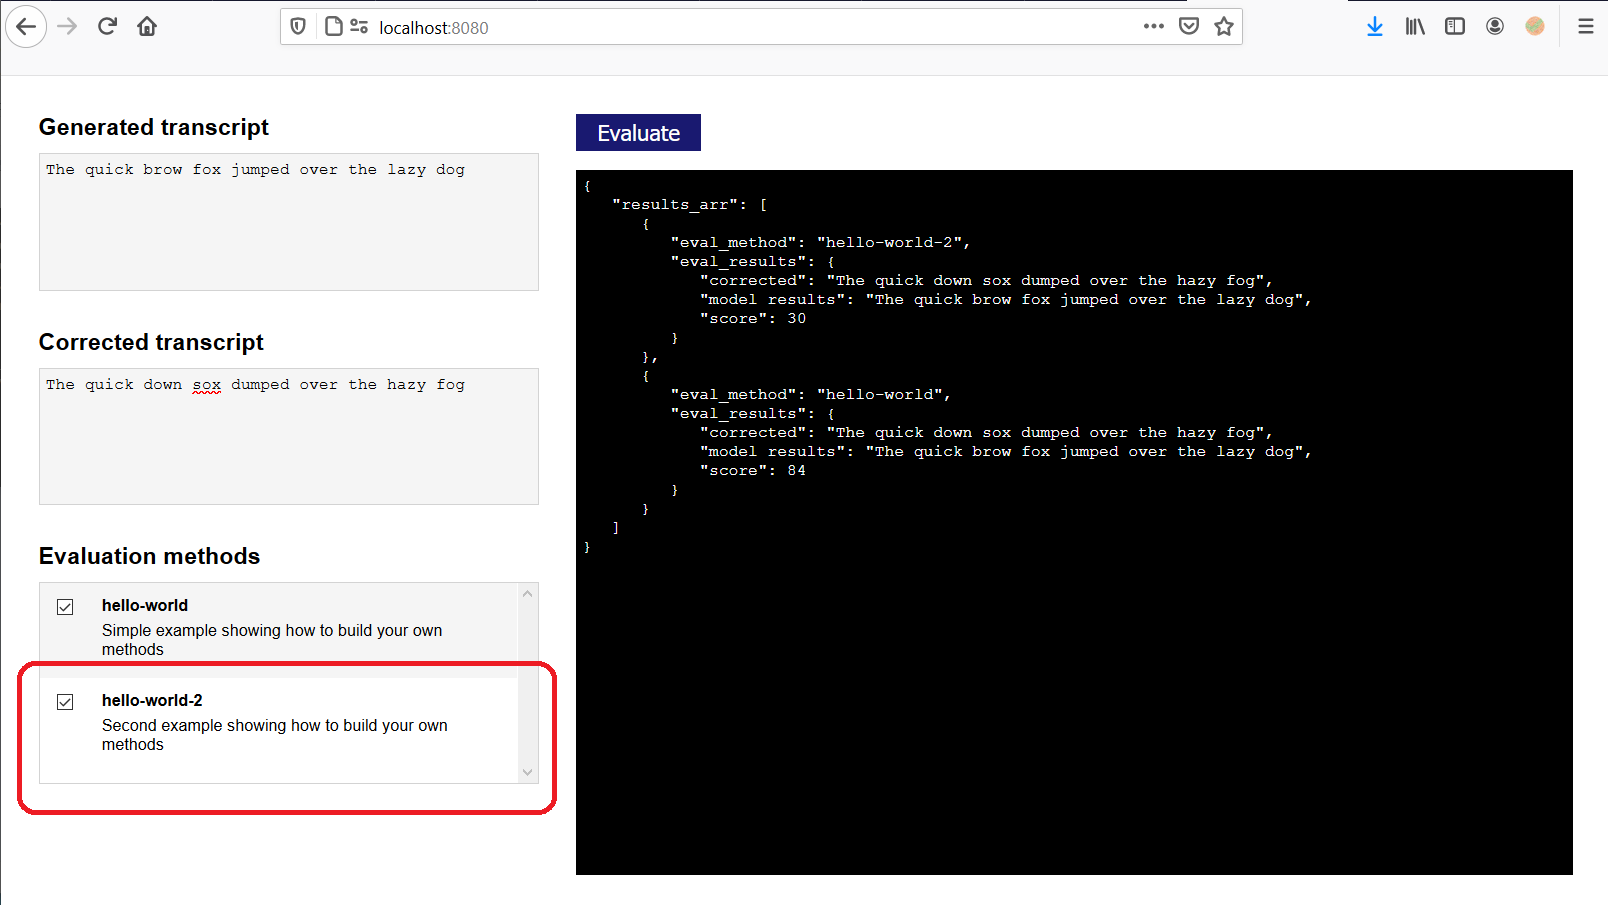 localhost:8080
Generated transcript
The quick brow fox jumped over the lazy dog
Corrected transcript
The quick down sox dumped over the hazy fog
Evaluation methods
hello-world
Simple example showing how to build your own
methods
hello-world-2
Second example showing how to build your own
methods
Evaluate
{
"results_arr": [
{
"eval_method": "hello-world-2",
"eval_results": {
"corrected": "The quick down sox dumped over the hazy fog",
"model results": "The quick brow fox jumped over the lazy dog",
"score": 30
}
},
{
"eval_method": "hello-world",
"eval_results": {
"corrected": "The quick down sox dumped over the hazy fog",
"model results": "The quick brow fox jumped over the lazy dog",
"score": 84
}
}
]
}